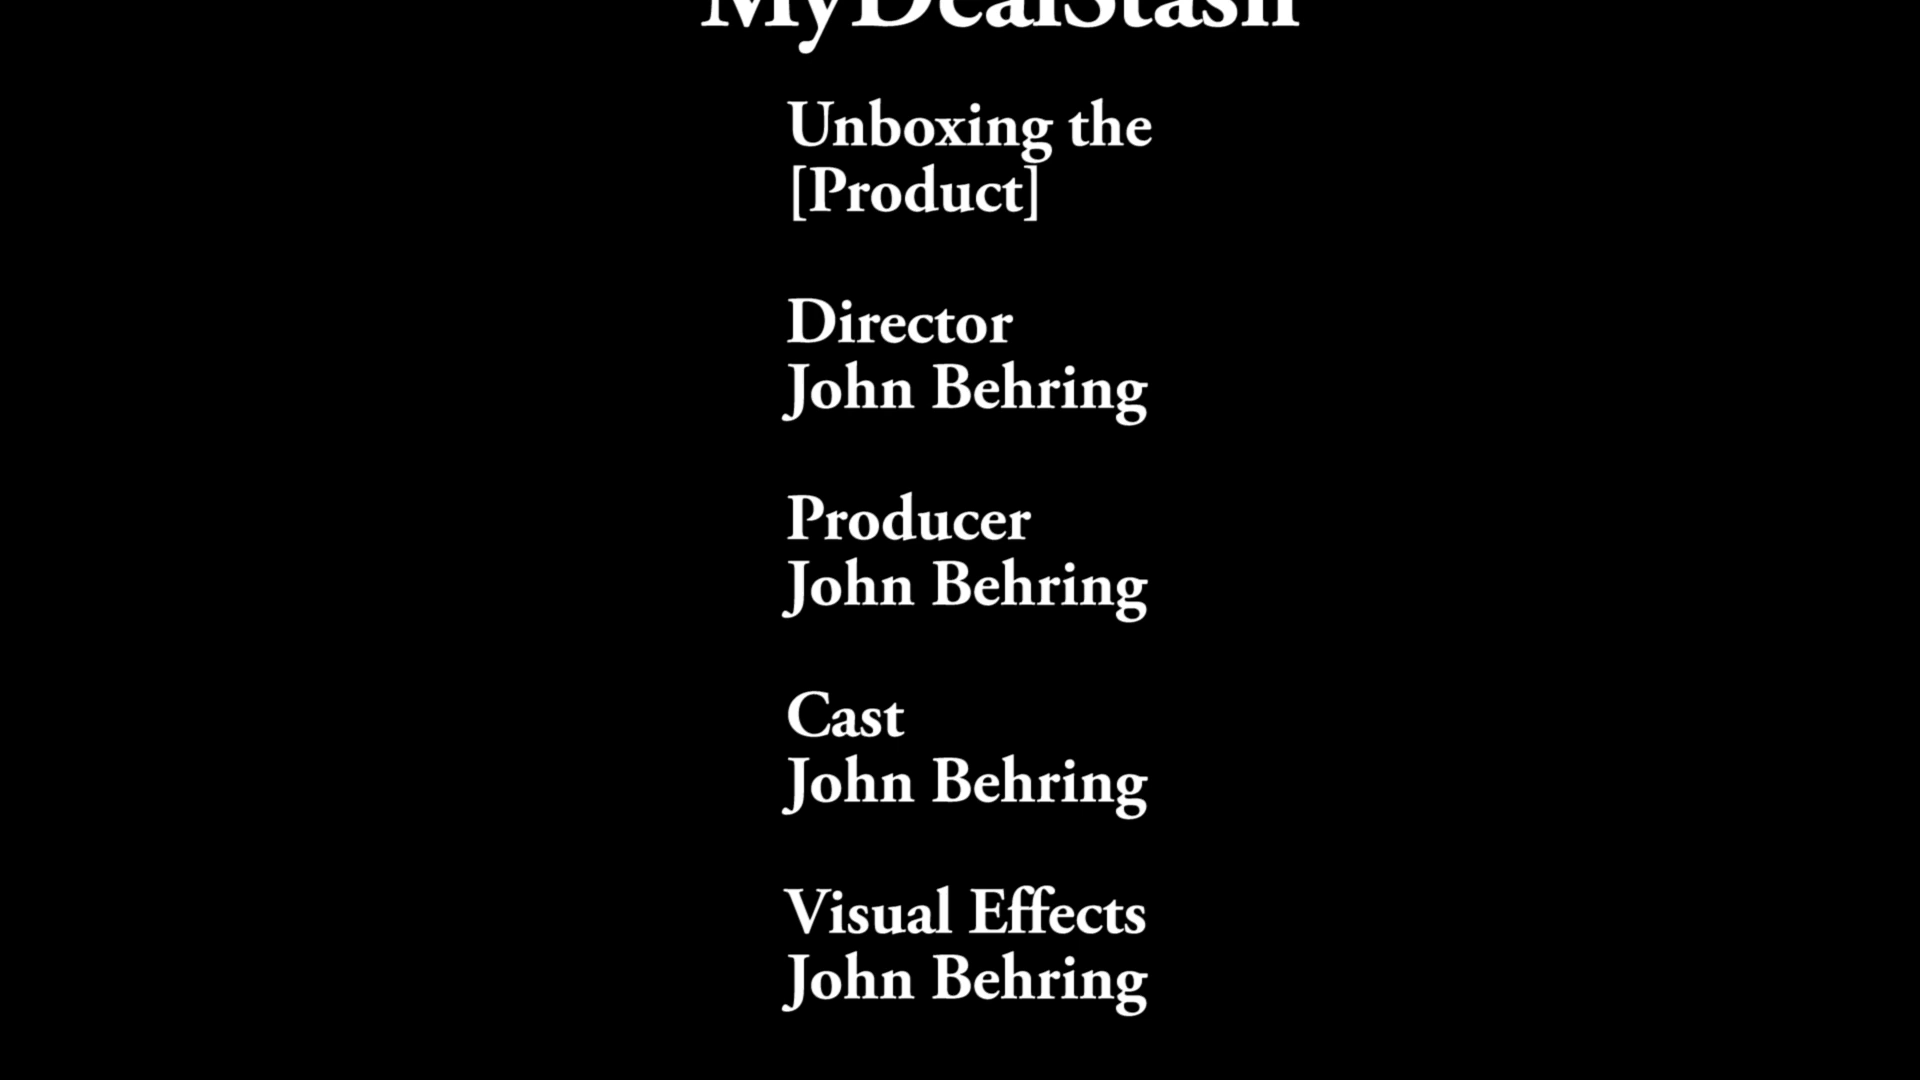 MyDealStash
Unboxing the
[Product]
Director
John Behring
Producer
John Behring
Cast
John Behring
Visual Effects
John Behring